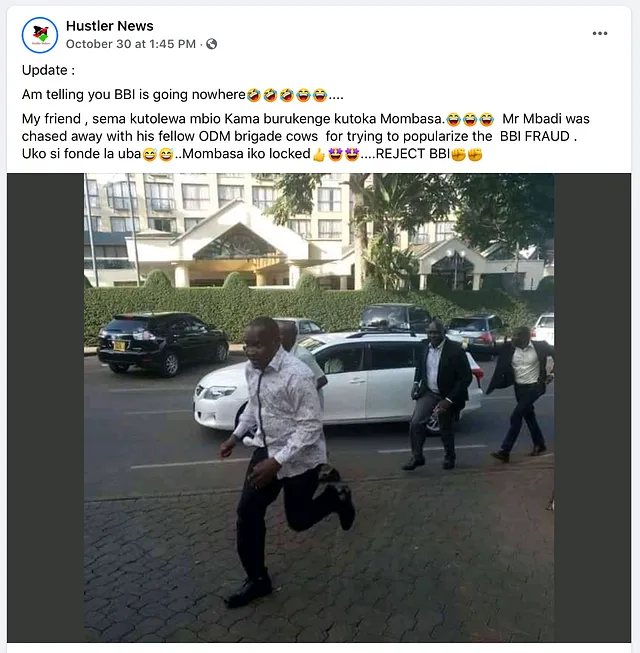 Hustler News
October 30 at 1:45 PM ·
Update :
Am telling you BBI is going nowhere🤣🤣🤣😂😂....
My friend , sema kutolewa mbio Kama burukenge kutoka Mombasa.😂😂😂 Mr Mbadi was
chased away with his fellow ODM brigade cows for trying to popularize the BBI FRAUD .
Uko si fonde la uba😅😅..Mombasa iko locked👍🤩🤩....REJECT BBI✊✊